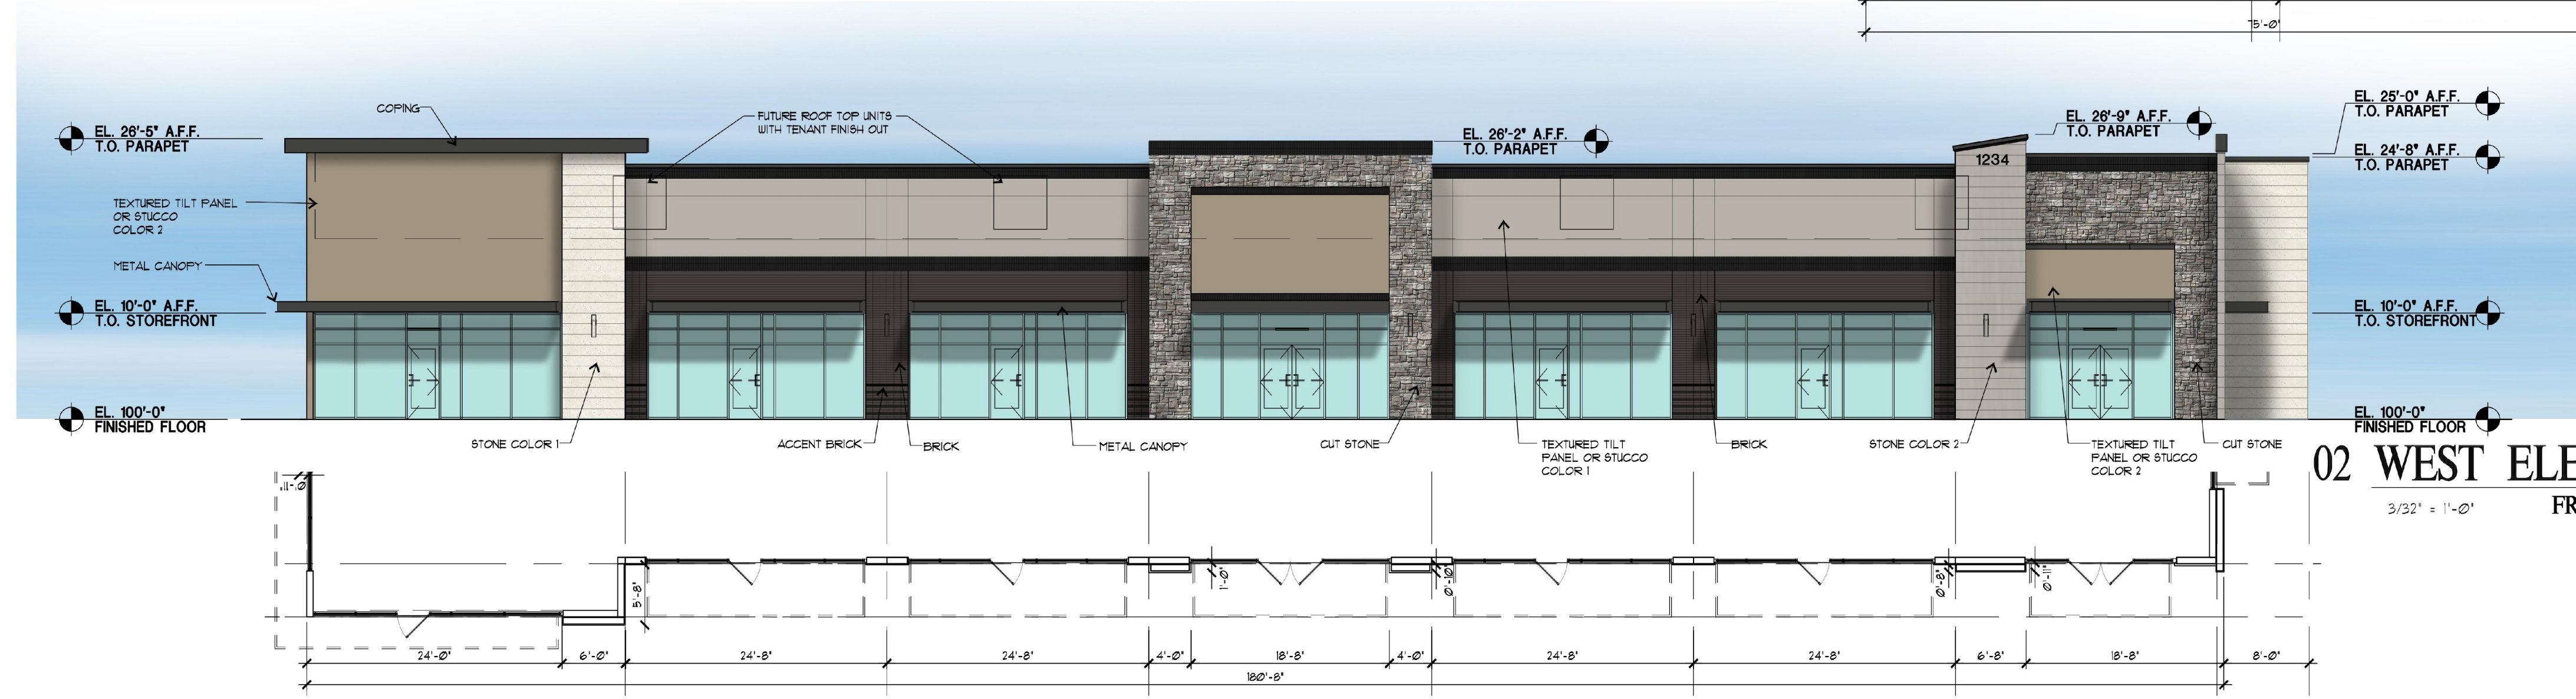 75'-0"
COPING
FUTURE ROOF TOP UNITS
WITH TENANT FINISH OUT
EL. 26'-5" A.F.F.
T.O. PARAPET
EL. 26'-2" A.F.F.
T.O. PARAPET
EL. 26'-9" A.F.F.
T.O. PARAPET
EL. 25'-0" A.F.F.
T.O. PARAPET
EL. 24'-8" A.F.F.
T.O. PARAPET
1234
TEXTURED TILT PANEL
OR STUCCO
COLOR 2
METAL CANOPY
EL. 10'-0" A.F.F.
T.O. STOREFRONT
EL. 10'-0" A.F.F.
T.O. STOREFRONT
EL. 100'-0"
FINISHED FLOOR
EL. 100'-0"
FINISHED FLOOR
STONE COLOR 1
ACCENT BRICK
BRICK
METAL CANOPY
CUT STONE
TEXTURED TILT
PANEL OR STUCCO
COLOR 1
BRICK
STONE COLOR 2
TEXTURED TILT
PANEL OR STUCCO
COLOR 2
CUT STONE
02 WEST ELE
3/32" = 1'-0"
FR
5'-8"
1'-0"
0'-10"
0'-8"
0'-11"
24'-0"
6'-0"
24'-8"
24'-8"
4'-0"
18'-8"
4'-0"
24'-8"
24'-8"
6'-8"
18'-8"
8'-0"
180'-8"